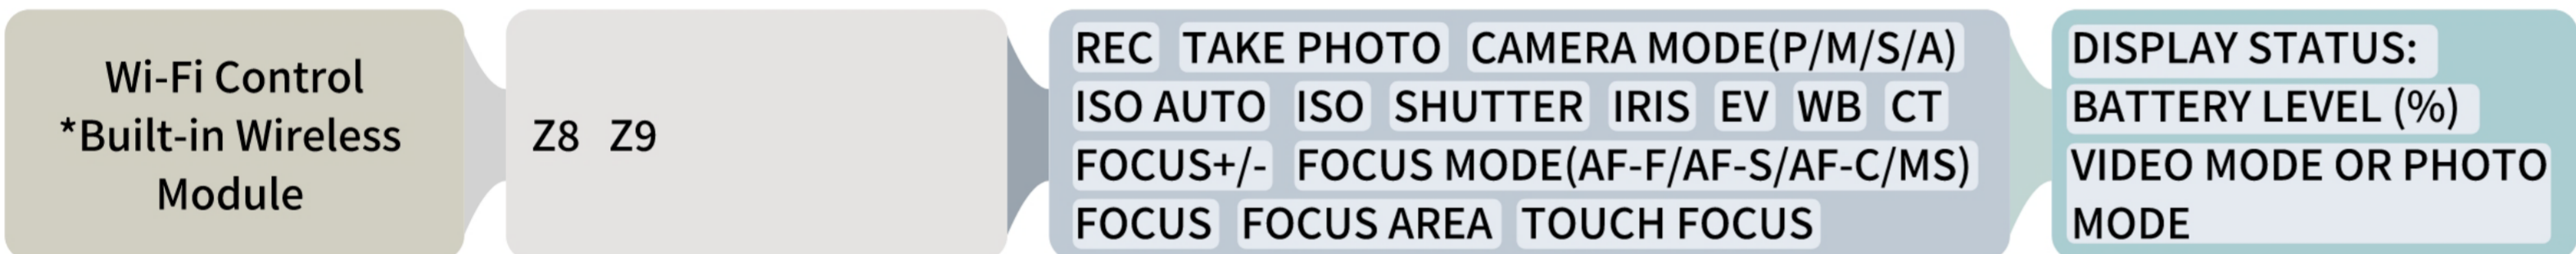 Wi-Fi Control
*Built-in Wireless
Module
Z8 Z9
REC TAKE PHOTO CAMERA MODE(P/M/S/A)
ISO AUTO ISO SHUTTER IRIS EV WB CT
FOCUS+/- FOCUS MODE(AF-F/AF-S/AF-C/MS)
FOCUS FOCUS AREA TOUCH FOCUS
DISPLAY STATUS:
BATTERY LEVEL (%)
VIDEO MODE OR PHOTO
MODE